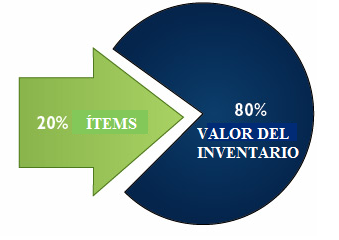 20% ÍTEMS
80%
VALOR DEL
INVENTARIO